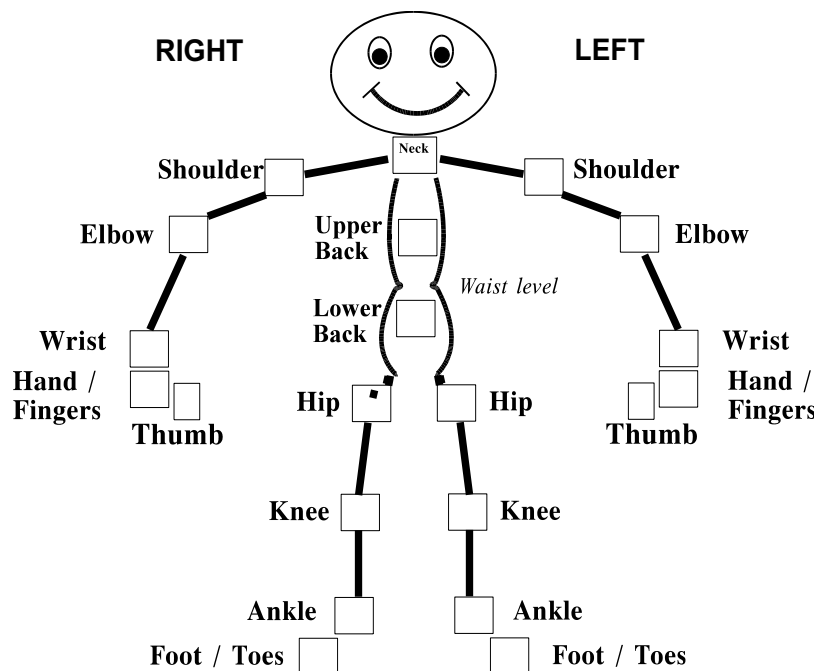 RIGHT
LEFT
Neck
Shoulder
Shoulder
Upper
Back
Elbow
Elbow
Waist level
Lower
Back
Wrist
Wrist
Hand /
Fingers
Hand /
Fingers
Hip
Hip
Thumb
Thumb
Knee
Knee
Ankle
Ankle
Foot / Toes
Foot / Toes